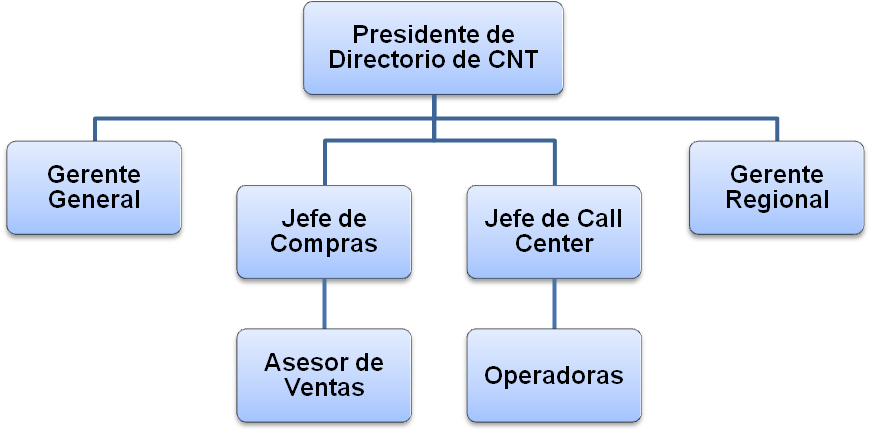 Presidente de
Directorio de CNT
Gerente
General
Gerente
Regional
Jefe de
Compras
Jefe de Call
Center
Asesor de
Ventas
Operadoras